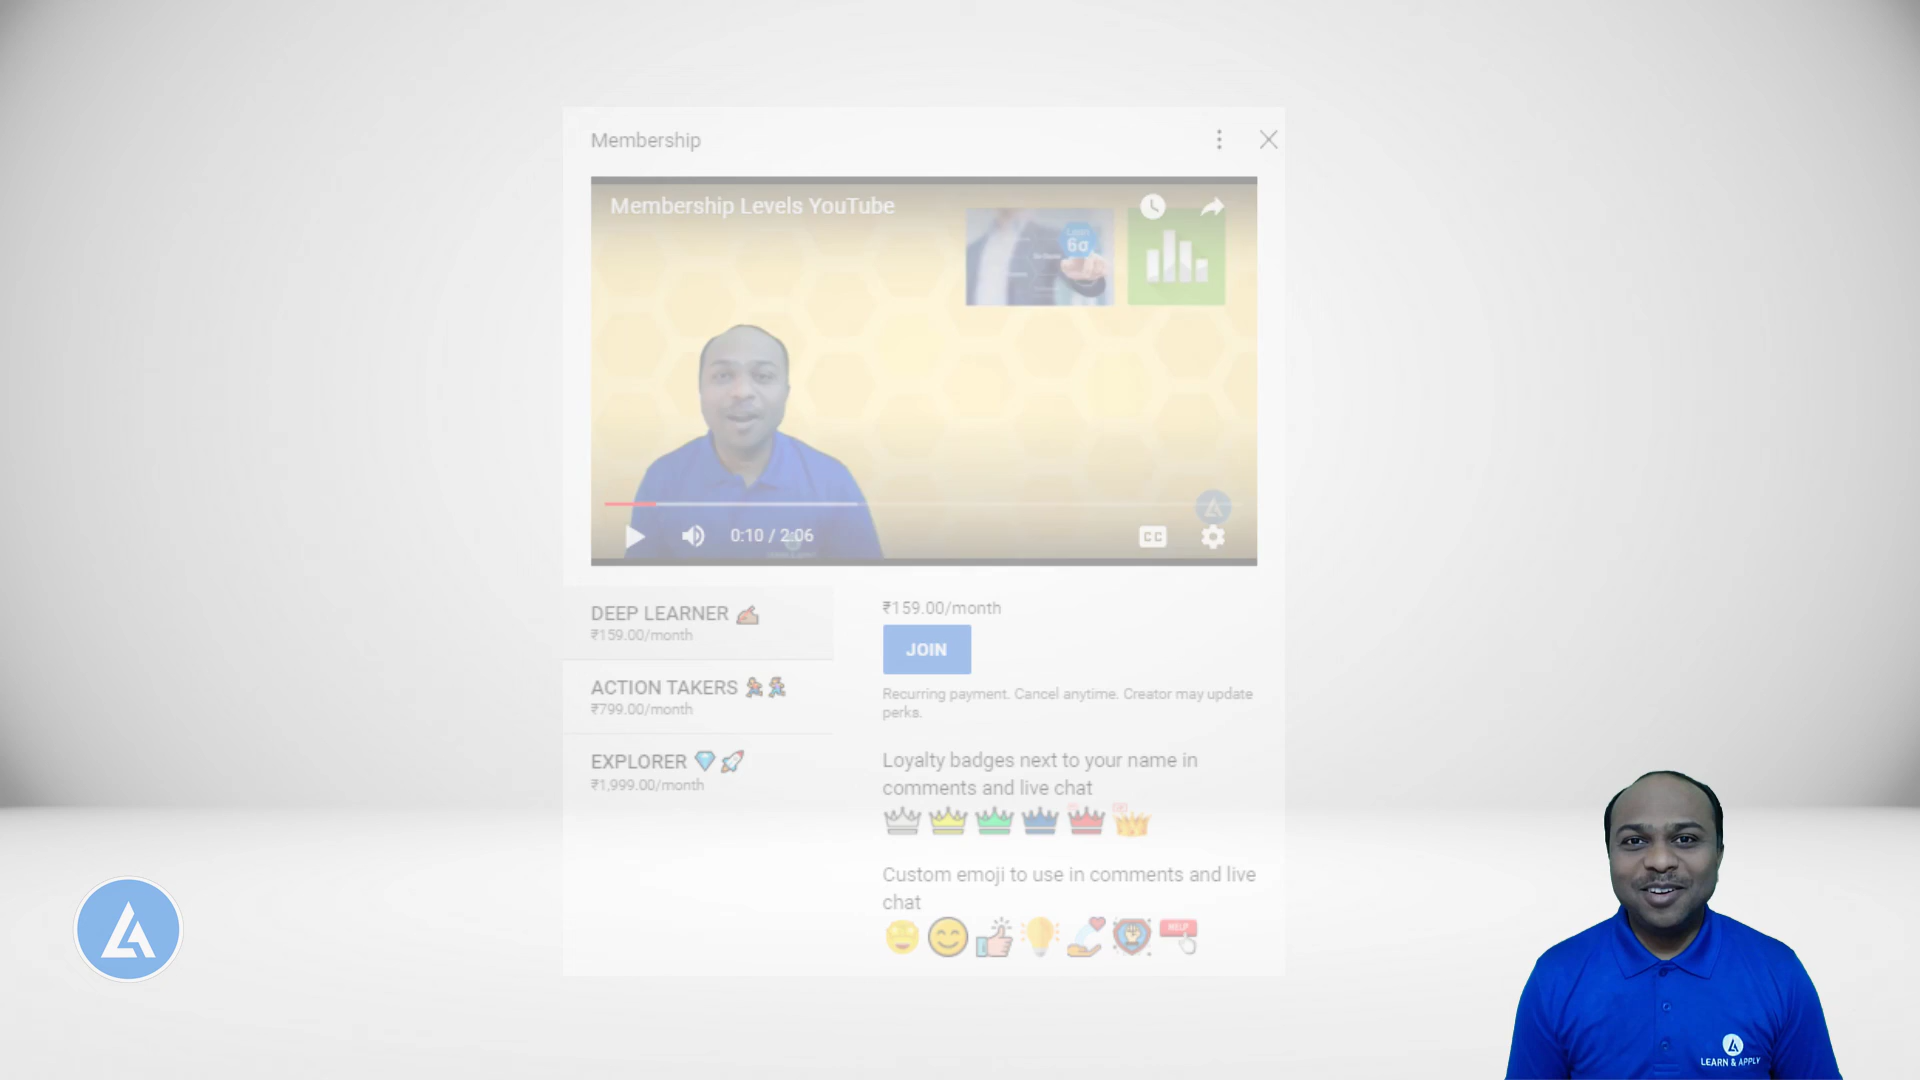 Membership
Membership Levels YouTube
6σ
0:10 / 2:06
CC
DEEP LEARNER
₹159.00/month
ACTION TAKERS
₹799.00/month
EXPLORER
₹1,999.00/month
₹159.00/month
JOIN
Recurring payment. Cancel anytime. Creator may update
perks.
Loyalty badges next to your name in
comments and live chat
Custom emoji to use in comments and live
chat
HELP
LEARN & APPLY